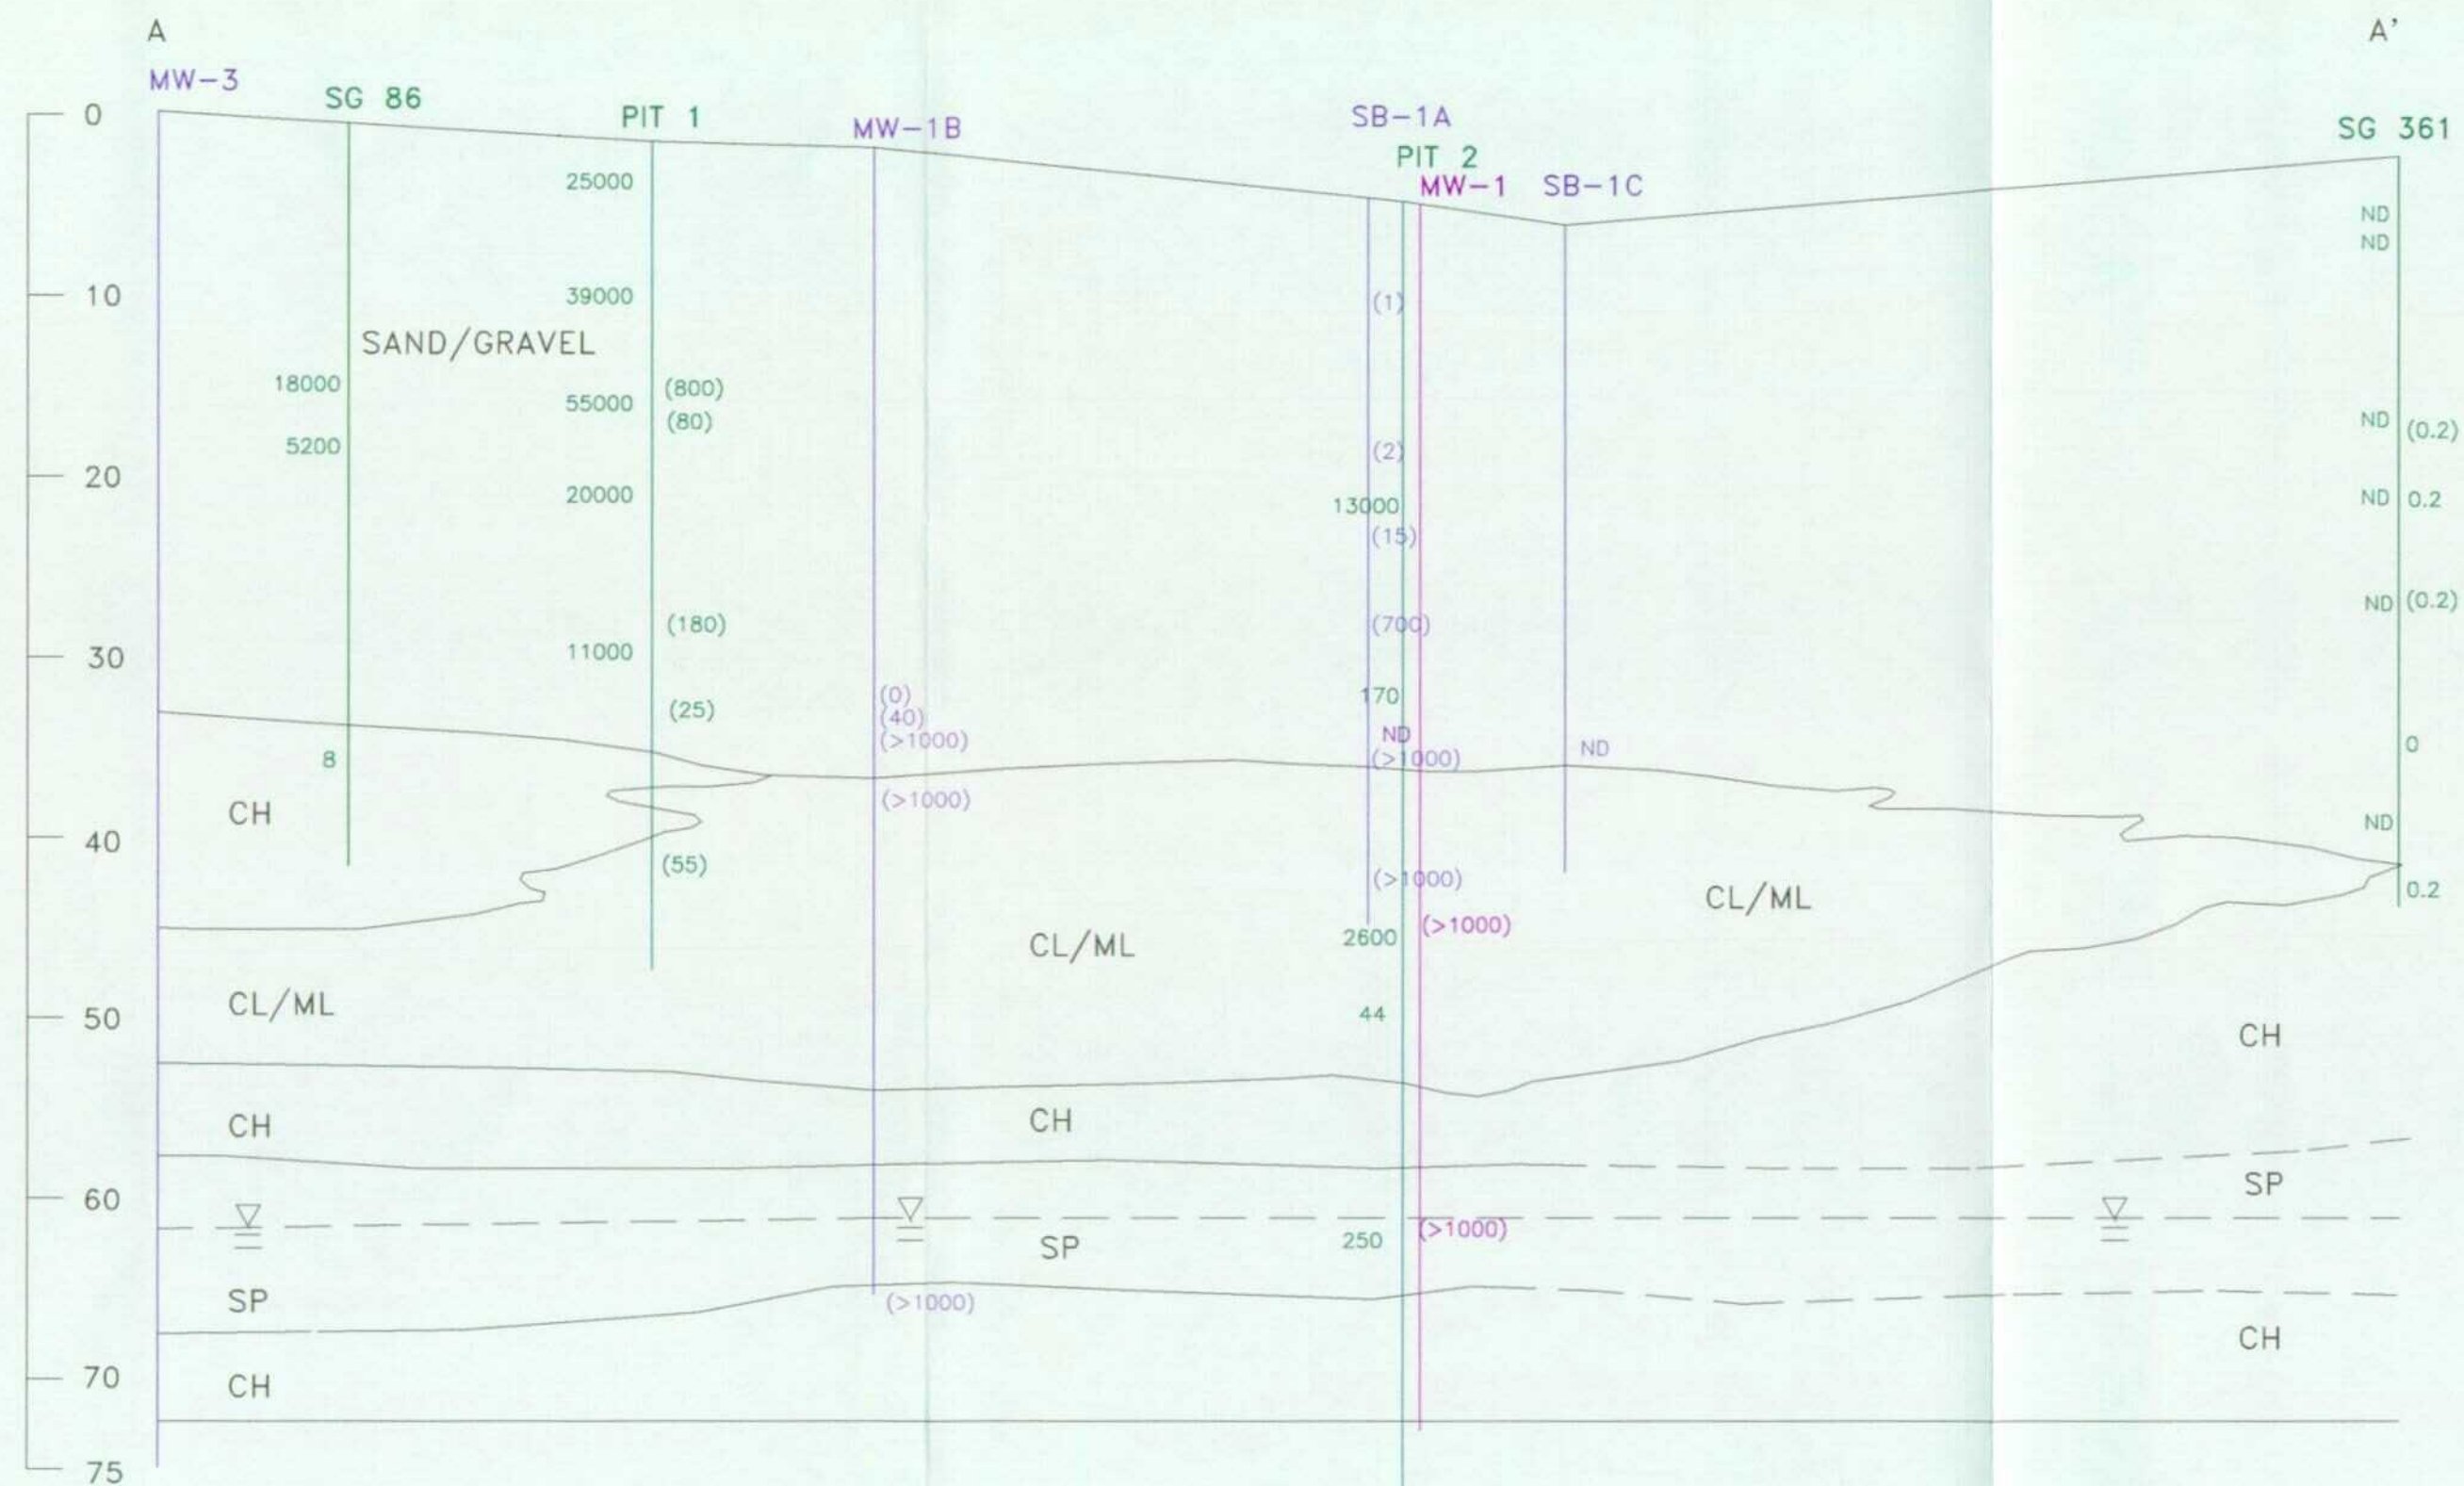 A A'
MW-3
SG 86
PIT 1
MW-1B
SB-1A
PIT 2
MW-1 SB-1C
SG 361
0
25000
ND
ND
10
39000
(1)
SAND/GRAVEL
18000
55000
(800)
(80)
ND (0.2)
5200
(2)
20
20000
13000
ND 0.2
(15)
(180)
(700)
ND (0.2)
30
11000
(0)
170
(25)
(40)
(>1000)
ND
ND
0
8
(>1000)
CH
(>1000)
ND
40
(55)
(>1000)
CL/ML
0.2
(>1000)
2600
CL/ML
CL/ML
44
50
CH
CH
CH
SP
60
(>1000)
250
SP
SP
(>1000)
CH
70
CH
75